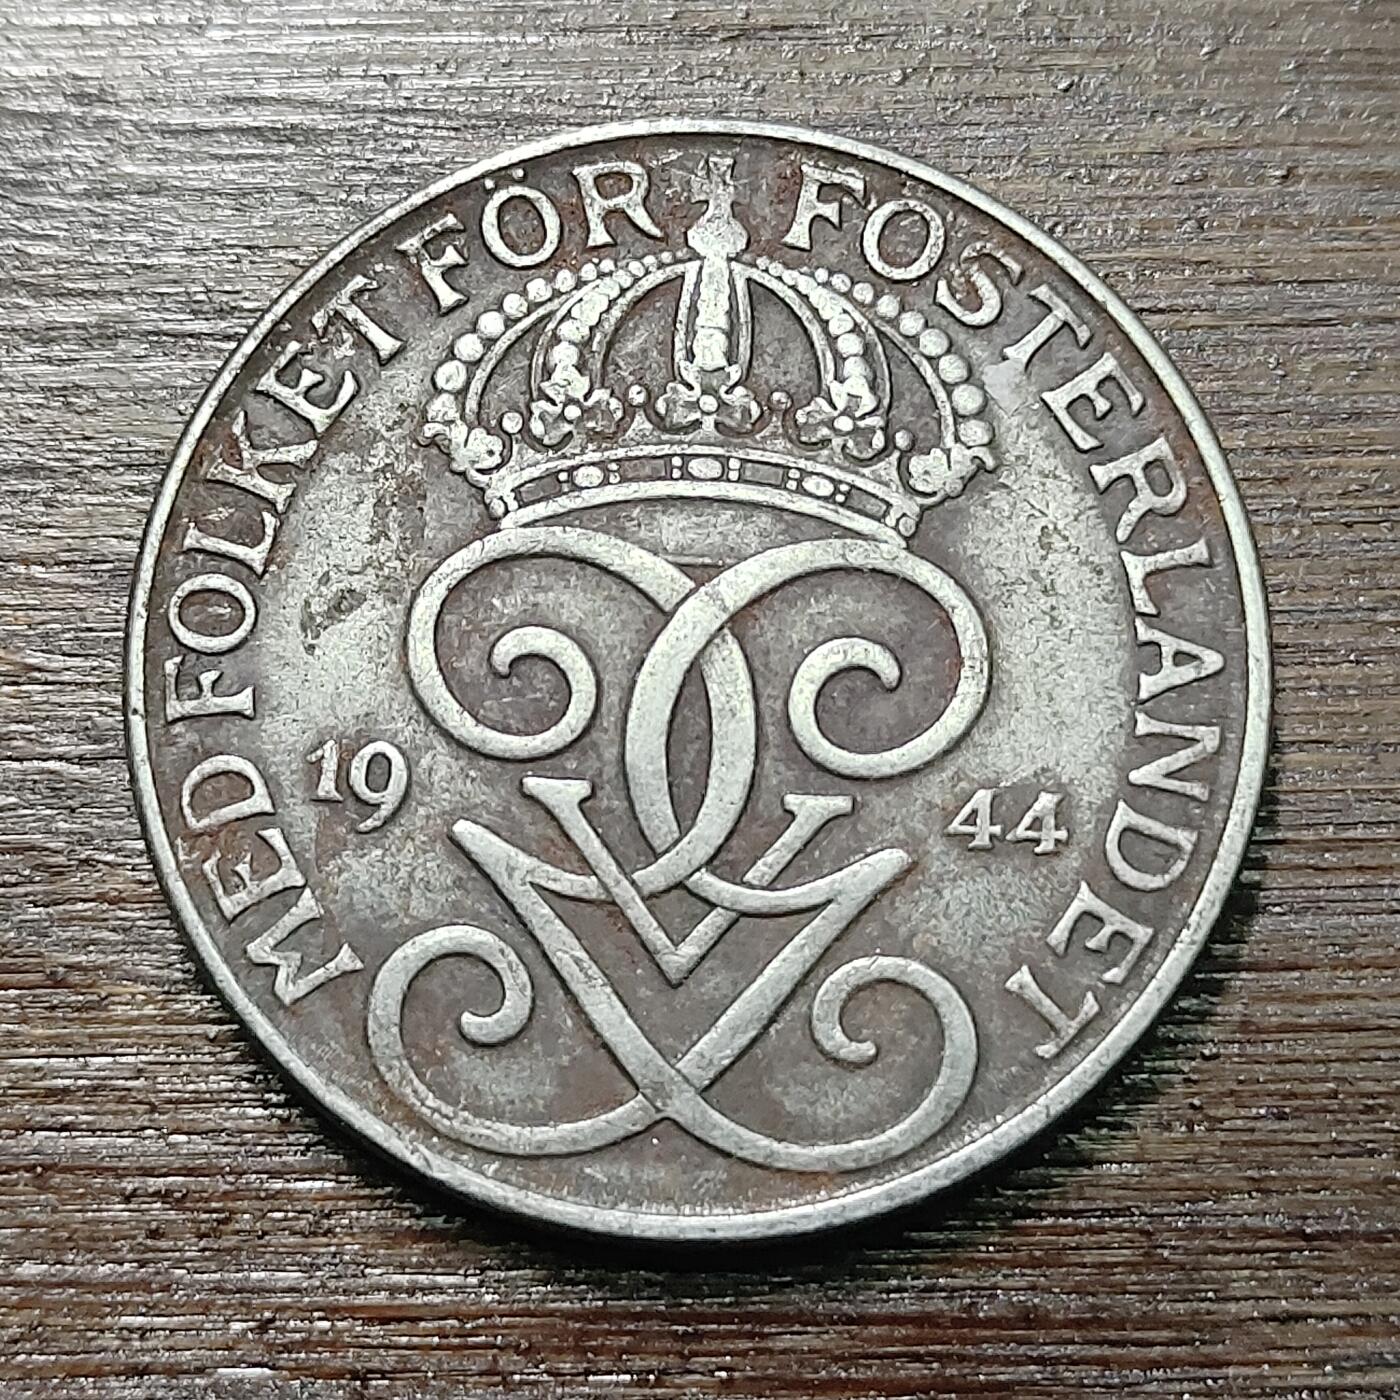 MED FOLKET FÖR FOSTERLANDET
19 44